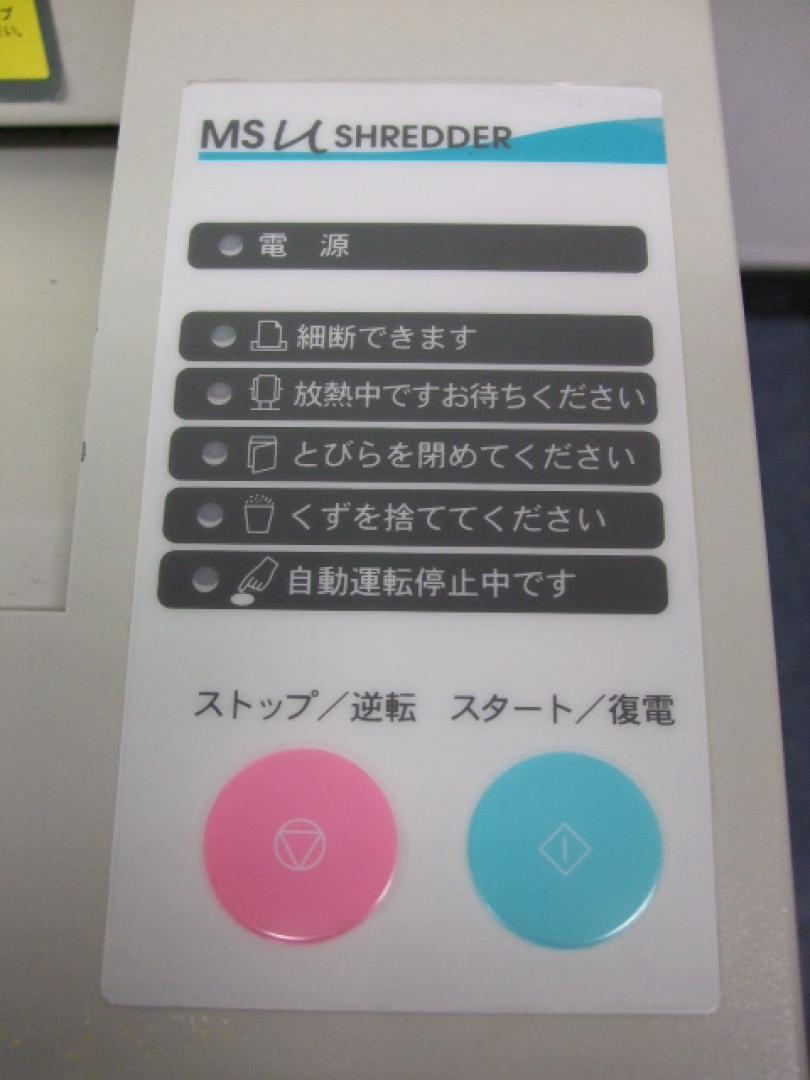 プ
さい。
MS u SHREDDER
電 源
細断できます
放熱中ですお待ちください
とびらを閉めてください
くずを捨ててください
自動運転停止中です
ストップ／逆転 スタート／復電